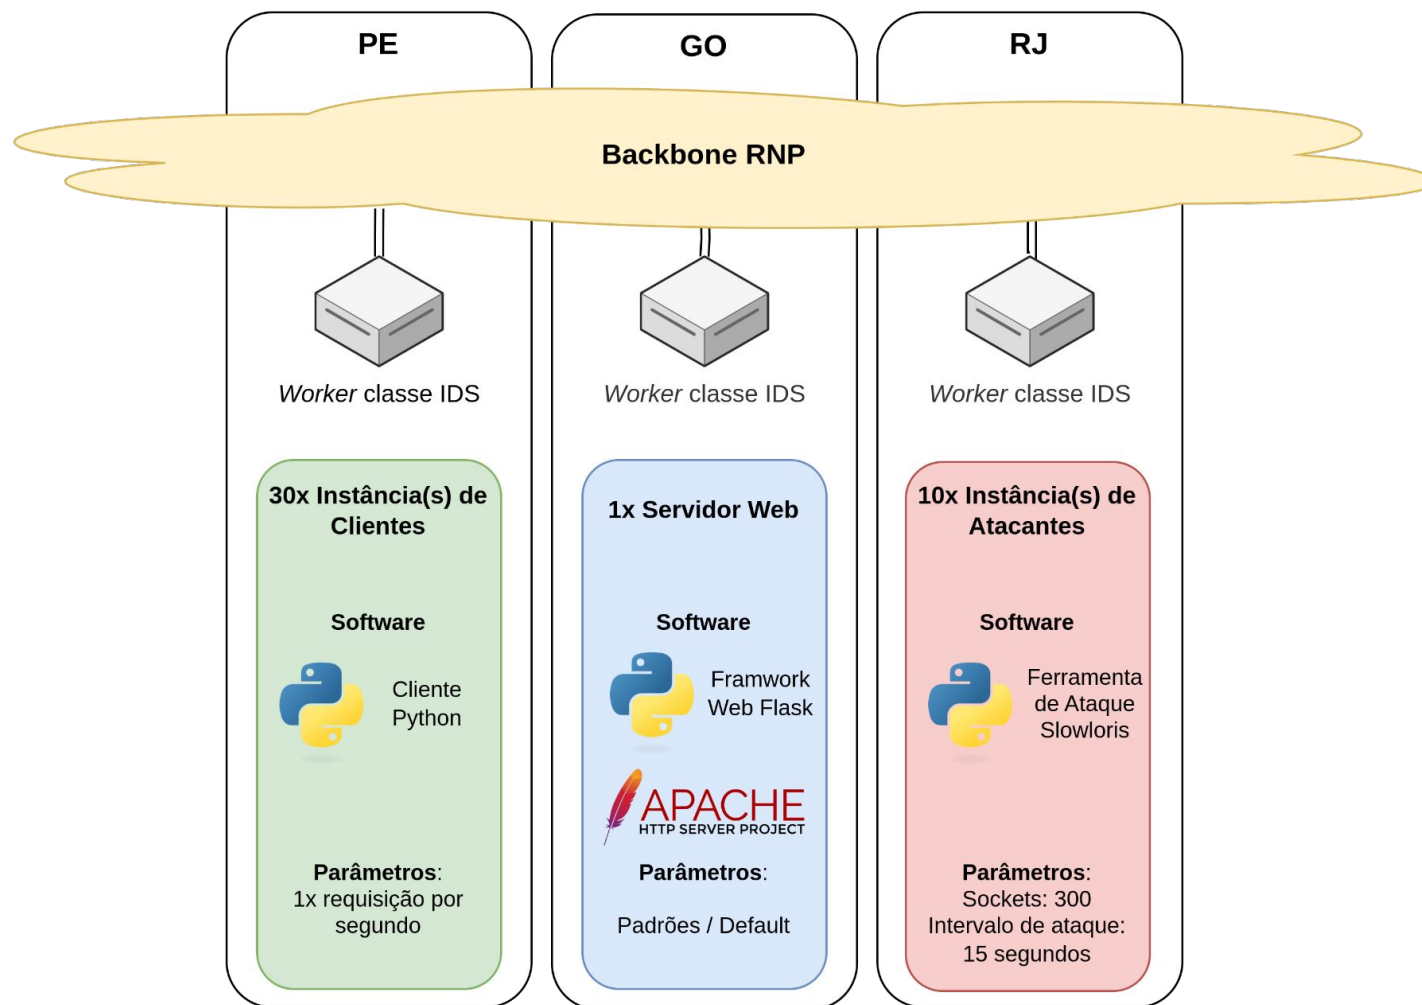 PE
GO
RJ
Backbone RNP
Worker classe IDS
Worker classe IDS
Worker classe IDS
30x Instância(s) de
Clientes
Software
Cliente
Python
Parâmetros:
1x requisição por
segundo
1x Servidor Web
Software
Framwork
Web Flask
APACHE
HTTP SERVER PROJECT
Parâmetros:
Padrões / Default
10x Instância(s) de
Atacantes
Software
Ferramenta
de Ataque
Slowloris
Parâmetros:
Sockets: 300
Intervalo de ataque:
15 segundos